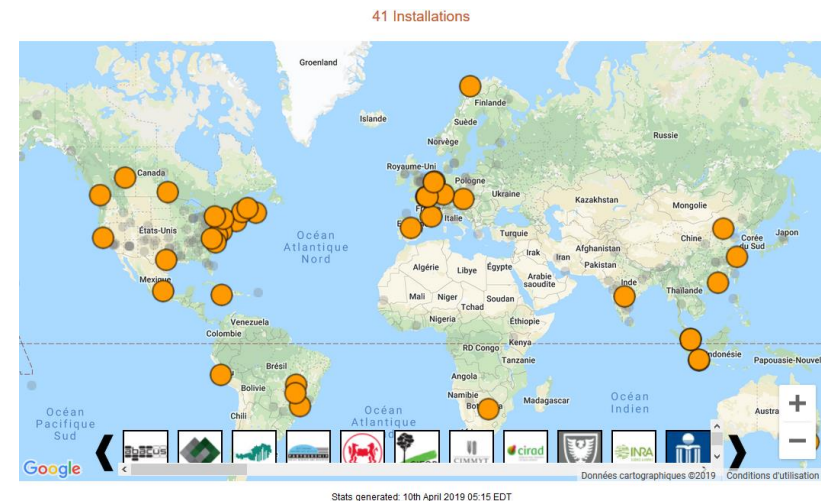 41 Installations
Groenland
Finlande
Islande
Suède
Norvège
Russie
Royaume-Uni
Canada
Pologne
Ukraine
Kazakhstan
Mongolie
États-Unis
Italie
Océan
Atlantique
Nord
Turquie
Chine
Corée
du Sud
Japon
Irak
Iran
Afghanistan
Pakistan
Algérie
Libye
Égypte
Arabie
saoudite
Mexique
Inde
Mali
Niger
Tchad
Soudan
Thaïlande
Venezuela
Nigeria
Éthiopie
Colombie
RD Congo
Kenya
Tanzanie
Papouasie-Nouvel
Brésil
Angola
Bolivie
Namibie
Madagascar
Océan
Indien
Océan
Pacifique
Sud
Chili
Océan
Atlantique
Austra
abacus
CIMMYT
cirad
INRA
Google
Données cartographiques ©2019
Conditions d'utilisation
Stats generated: 10th April 2019 05:15 EDT